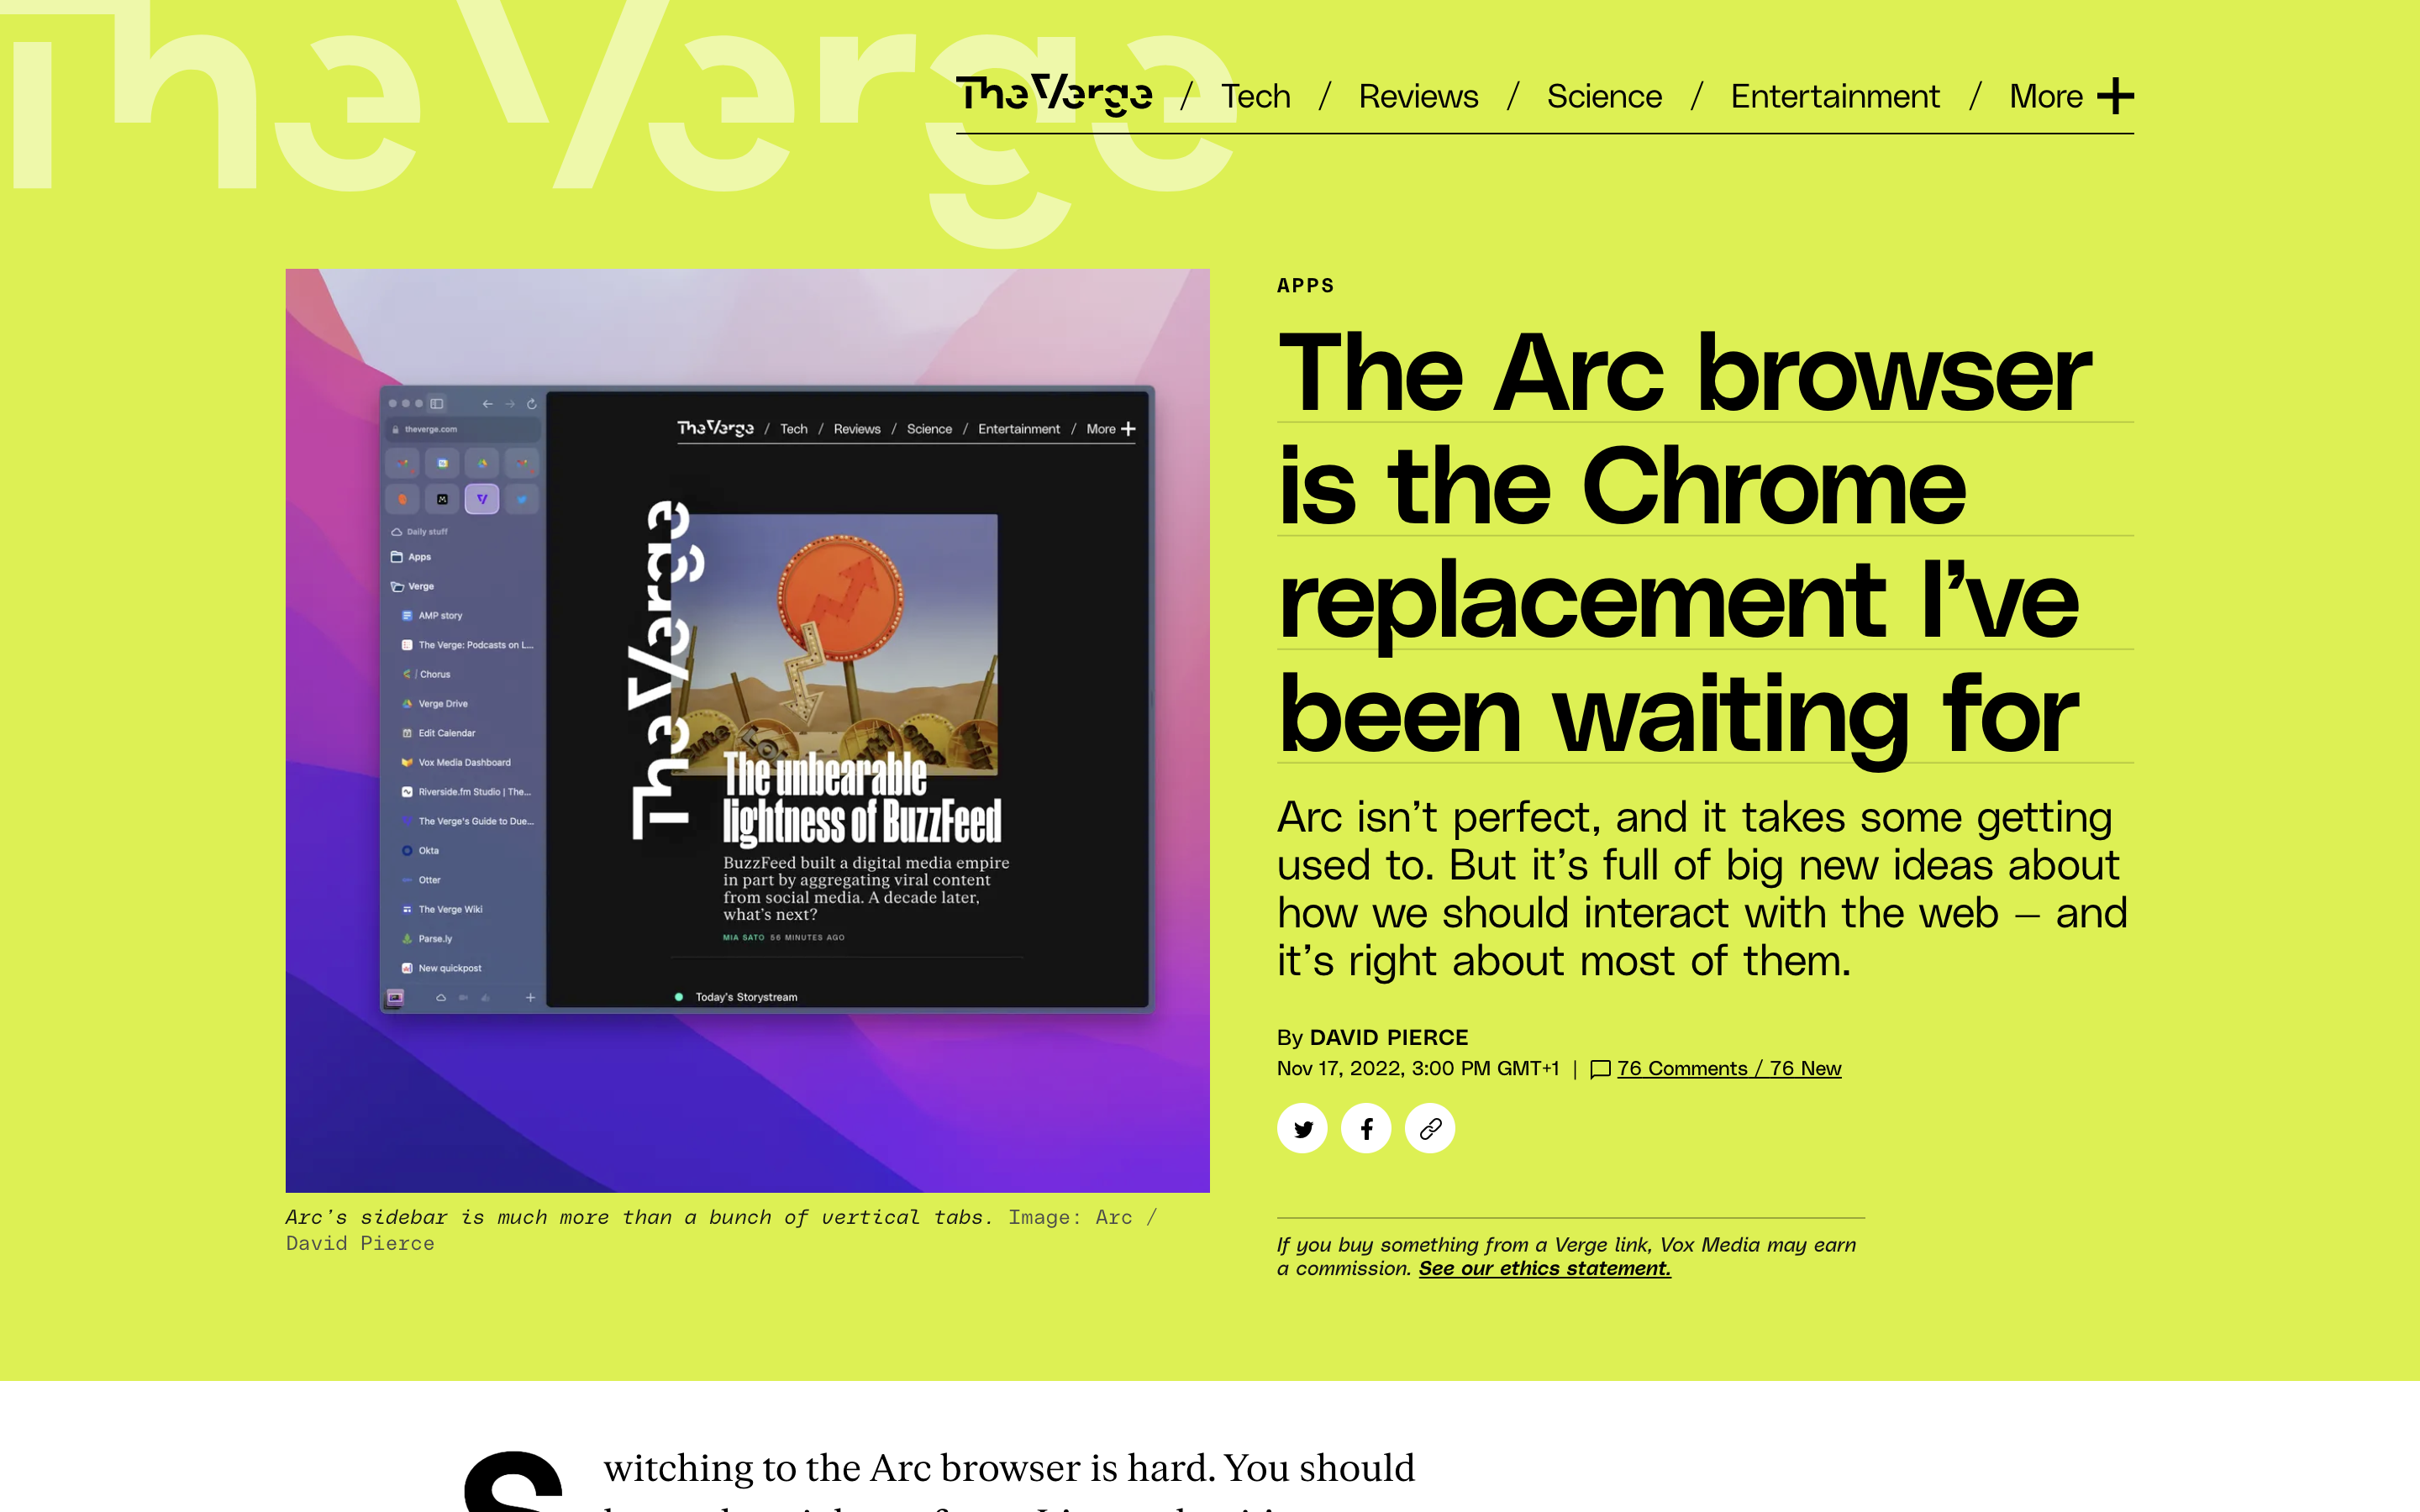 The Verge
The Verge / Tech / Reviews / Science / Entertainment / More
theverge.com
Daily stuff
Apps
Verge
AMP story
The Verge: Podcasts on L...
/ Chorus
Verge Drive
Edit Calendar
Vox Media Dashboard
Riverside.fm Studio | The...
The Verge's Guide to Due...
Okta
Otter
The Verge Wiki
Parse.ly
New quickpost
The Verge / Tech / Reviews / Science / Entertainment / More
The Verge
The unbearable
lightness of BuzzFeed
BuzzFeed built a digital media empire
in part by aggregating viral content
from social media. A decade later,
what's next?
MIA SATO 56 MINUTES AGO
Today's Storystream
Arc's sidebar is much more than a bunch of vertical tabs. Image: Arc /
David Pierce
APPS
The Arc browser
is the Chrome
replacement I've
been waiting for
Arc isn't perfect, and it takes some getting
used to. But it's full of big new ideas about
how we should interact with the web — and
it's right about most of them.
By DAVID PIERCE
Nov 17, 2022, 3:00 PM GMT+1 | 76 Comments / 76 New
If you buy something from a Verge link, Vox Media may earn
a commission. See our ethics statement.
Switching to the Arc browser is hard. You should